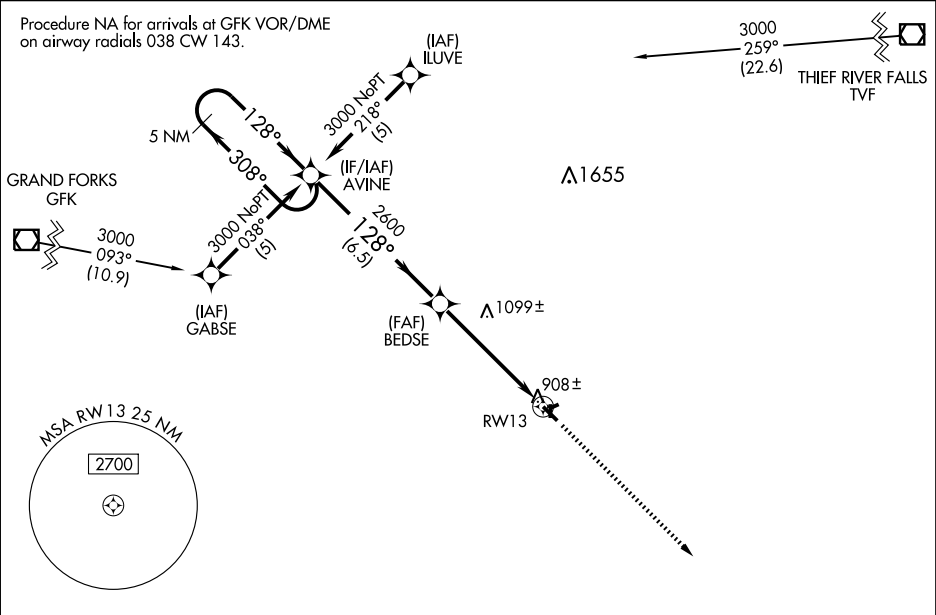 Procedure NA for arrivals at GFK VOR/DME
on airway radials 038 CW 143.
(IAF)
ILUVE
3000
259°
(22.6)
THIEF RIVER FALLS
TVF
3000 NoPT
218°
(5)
5 NM
128°
308°
(IF/IAF)
AVINE
1655
GRAND FORKS
GFK
3000
093°
(10.9)
3000 NoPT
038°
(5)
(IAF)
GABSE
2600
128°
(6.5)
(FAF)
BEDSE
1099±
908±
RW13
MSA RW13 25 NM
2700